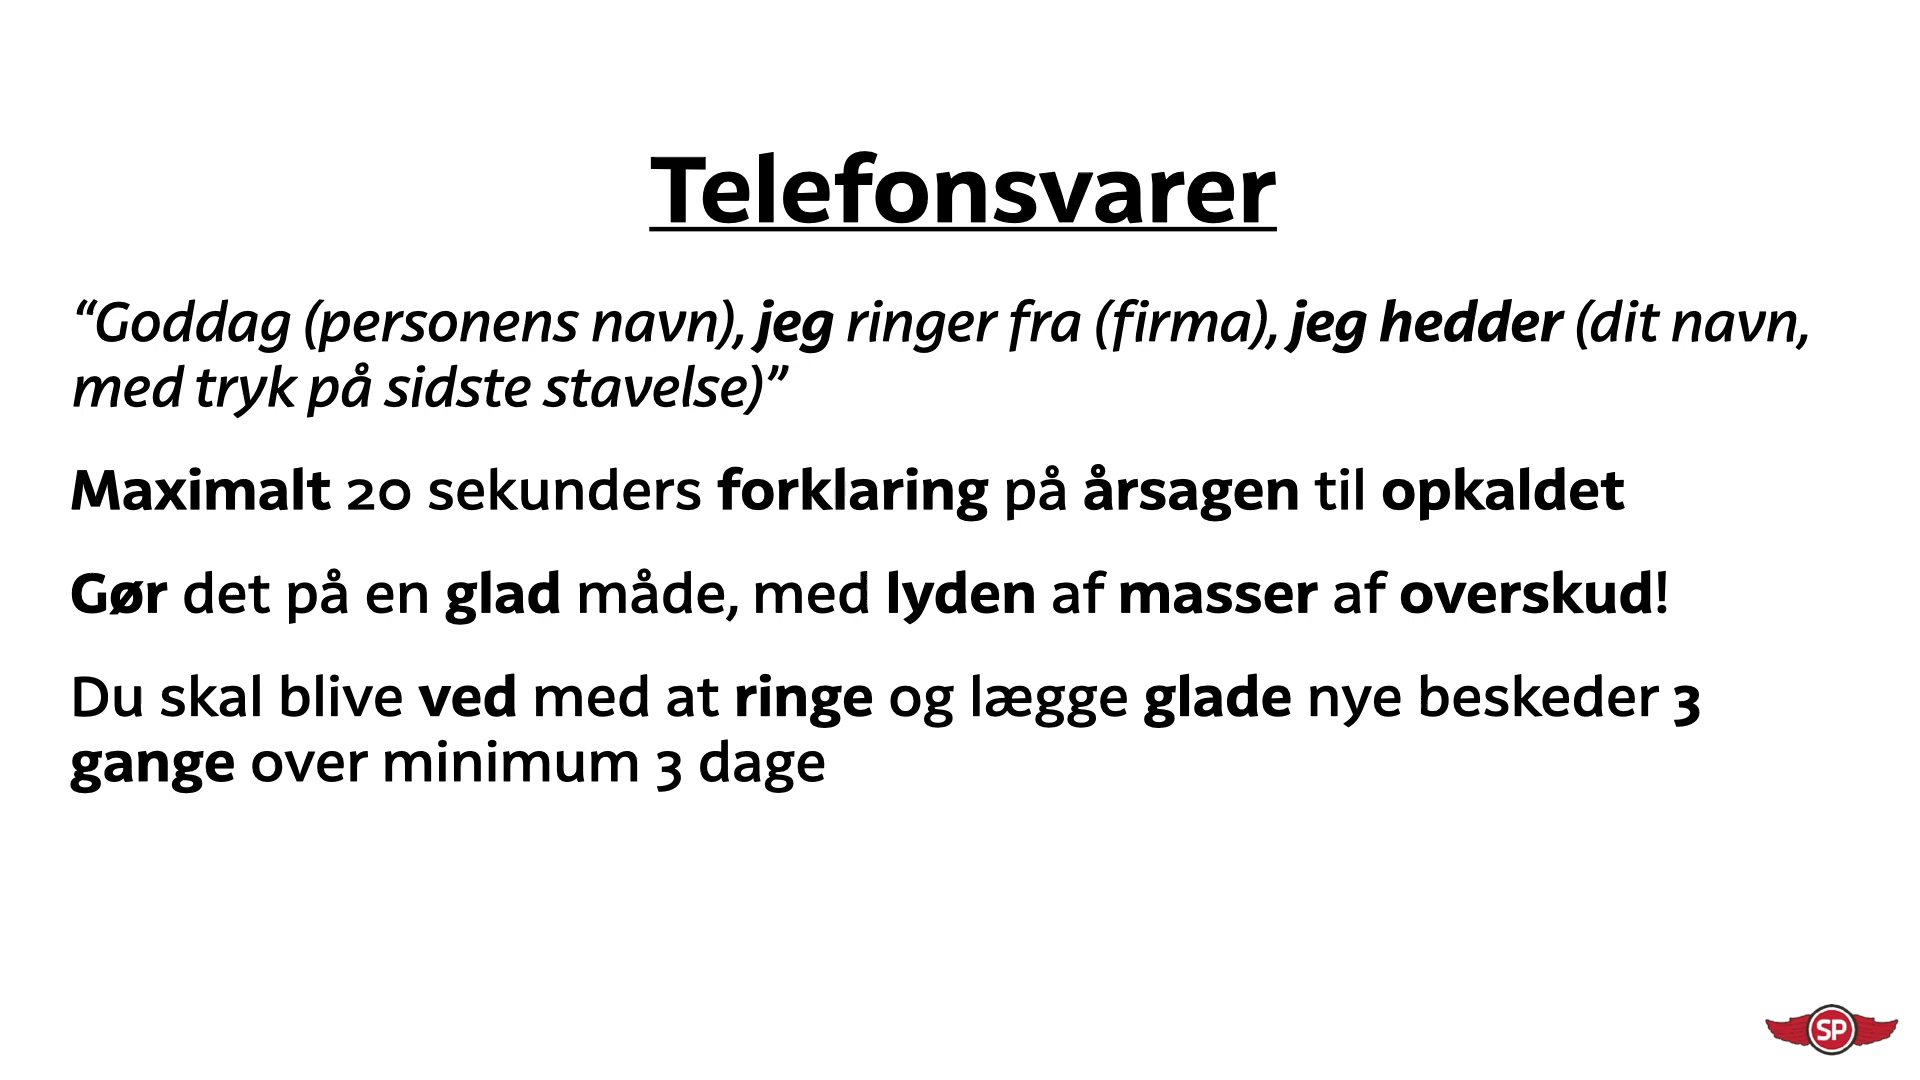 Telefonsvarer
“Goddag (personens navn), jeg ringer fra (firma), jeg hedder (dit navn,
med tryk på sidste stavelse)”
Maximalt 20 sekunders forklaring på årsagen til opkaldet
Gør det på en glad måde, med lyden af masser af overskud!
Du skal blive ved med at ringe og lægge glade nye beskeder 3
gange over minimum 3 dage
SP